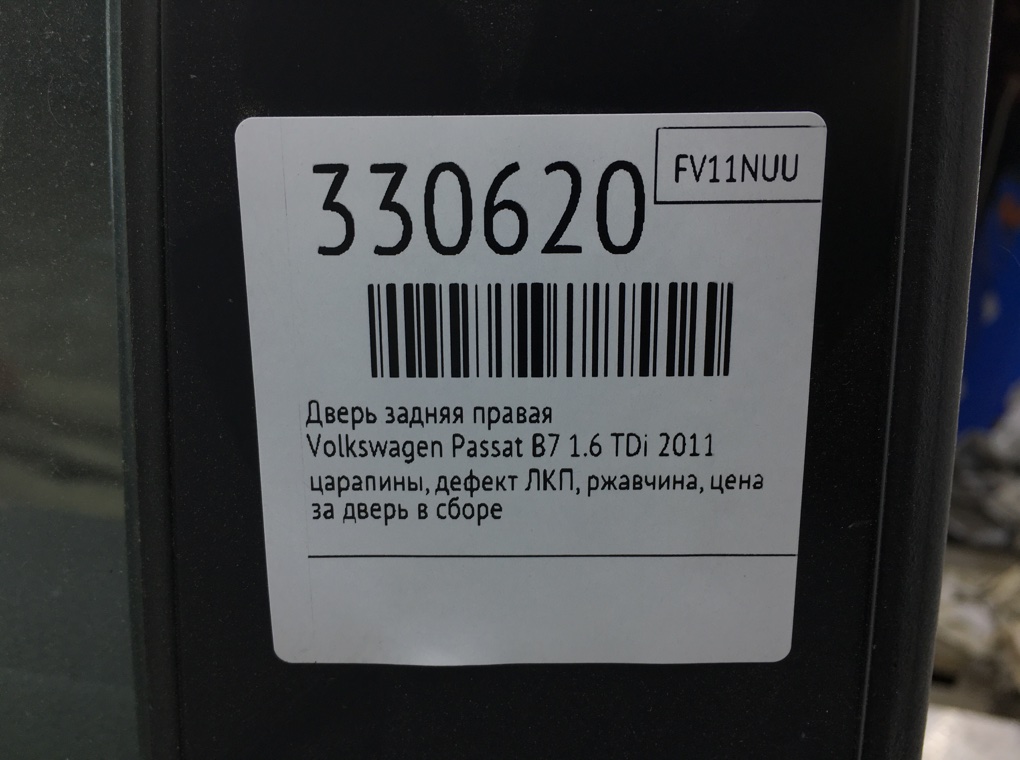 330620
FV11NUU
Дверь задняя правая
Volkswagen Passat B7 1.6 TDi 2011
царапины, дефект ЛКП, ржавчина, цена
за дверь в сборе